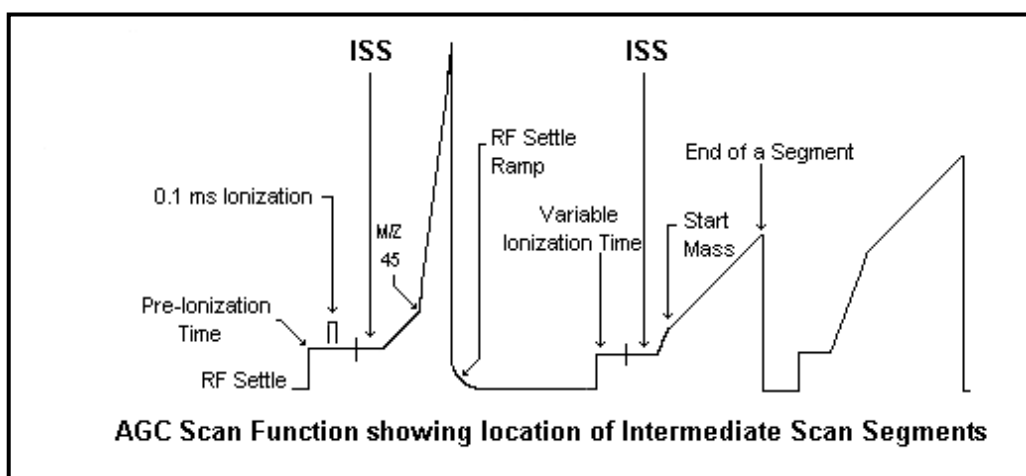 ISS
ISS
RF Settle
Ramp
End of a Segment
0.1 ms Ionization
Variable
Ionization Time
Start
Mass
M/Z
45
Pre-Ionization
Time
RF Settle
AGC Scan Function showing location of Intermediate Scan Segments